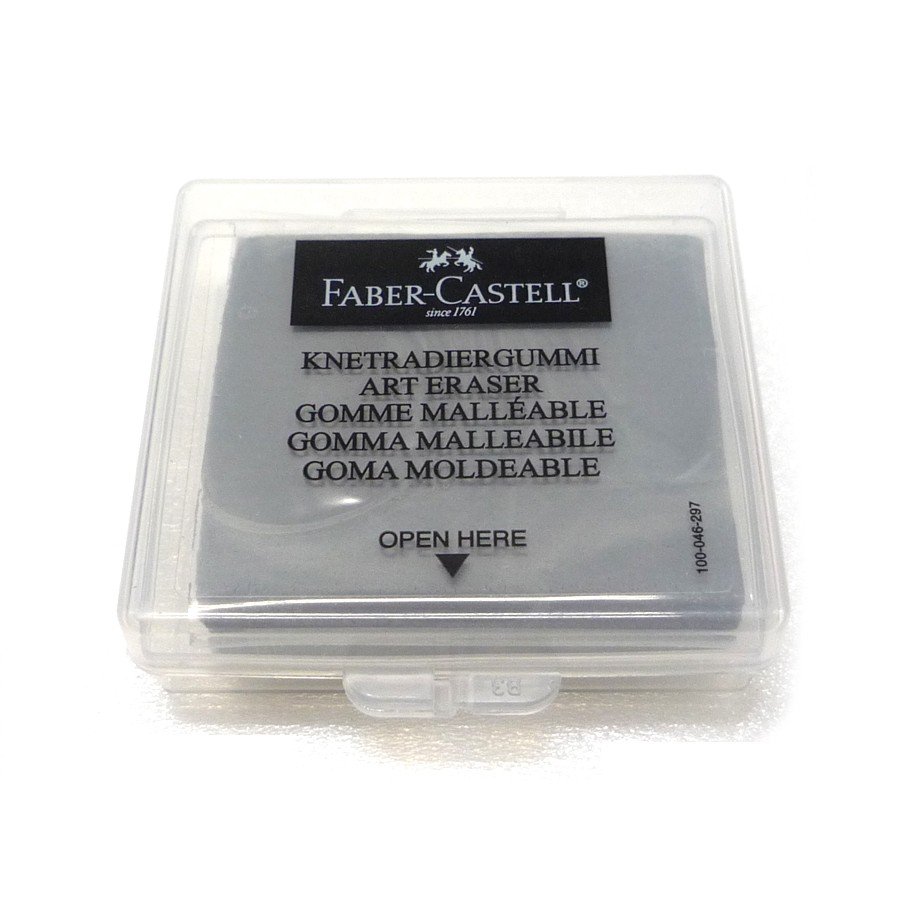 FABER-CASTELL®
since 1761
KNETRADIERGUMMI
ART ERASER
GOMME MALLÉABLE
GOMMA MALLEABILE
GOMA MOLDEABLE
OPEN HERE
100-046-297